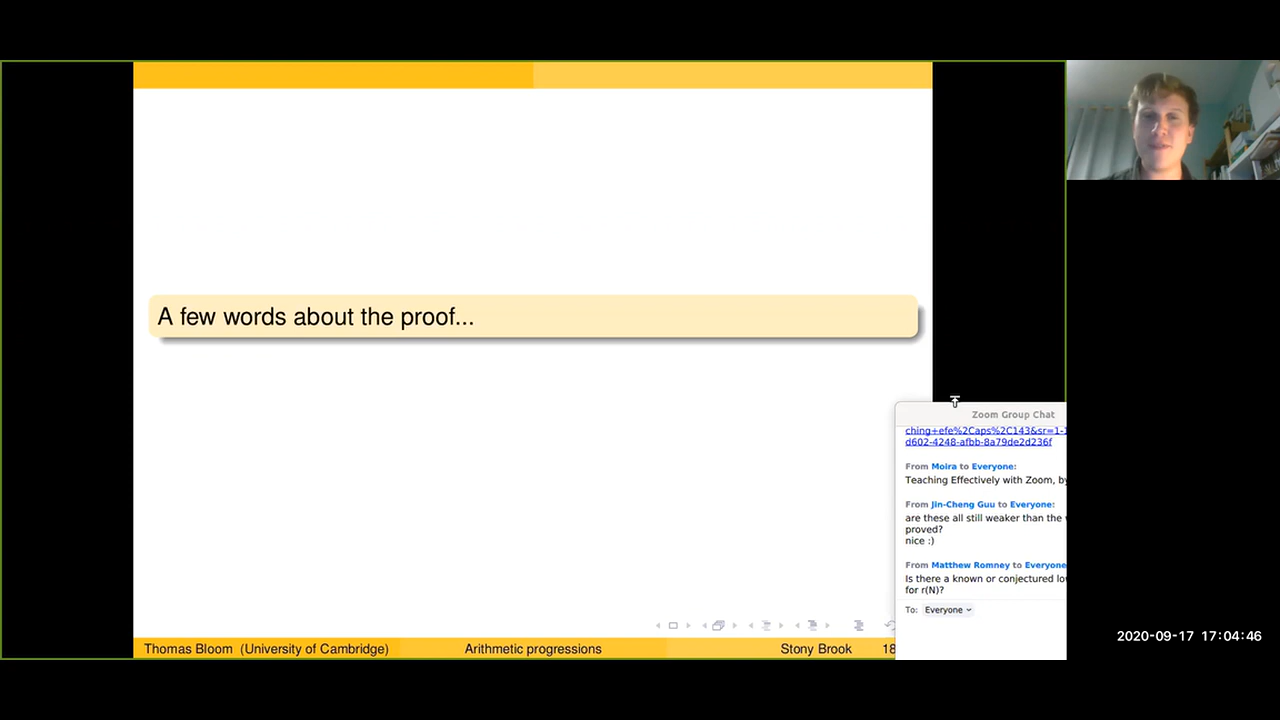 A few words about the proof...
Zoom Group Chat
ching+efe%2Caps%2C143&sr=1-
d602-4248-afbb-8a79de2d236f
From Moira to Everyone:
Teaching Effectively with Zoom, by
From Jin-Cheng Guu to Everyone:
are these all still weaker than the
proved?
nice :)
From Matthew Romney to Everyone
Is there a known or conjectured
for r(N)?
To: Everyone
Thomas Bloom (University of Cambridge)
Arithmetic progressions
Stony Brook
18
2020-09-17 17:04:46